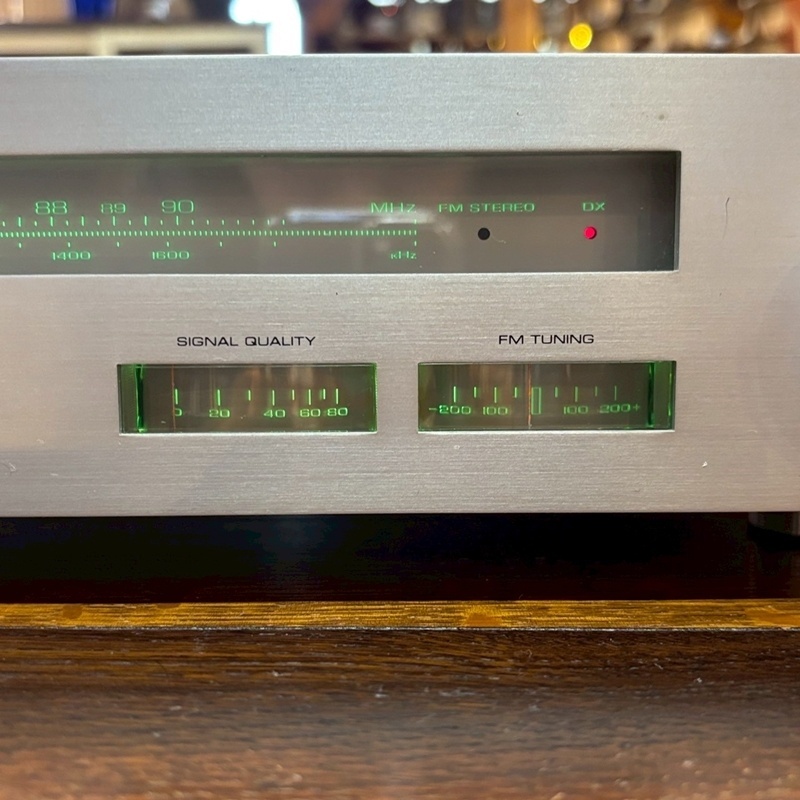 88 89 90 MHz FM STEREO DX
1400 1600 kHz
SIGNAL QUALITY FM TUNING
0 20 40 60 80 -200 100 100 200+